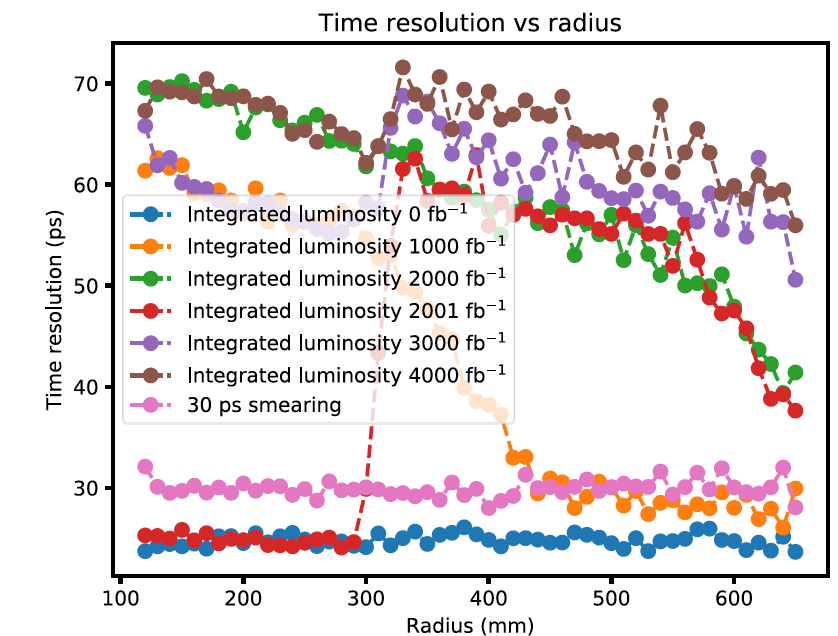 Time resolution vs radius
Time resolution (ps)
70
60
50
40
30
Integrated luminosity 0 fb⁻¹
Integrated luminosity 1000 fb⁻¹
Integrated luminosity 2000 fb⁻¹
Integrated luminosity 2001 fb⁻¹
Integrated luminosity 3000 fb⁻¹
Integrated luminosity 4000 fb⁻¹
30 ps smearing
100 200 300 400 500 600
Radius (mm)